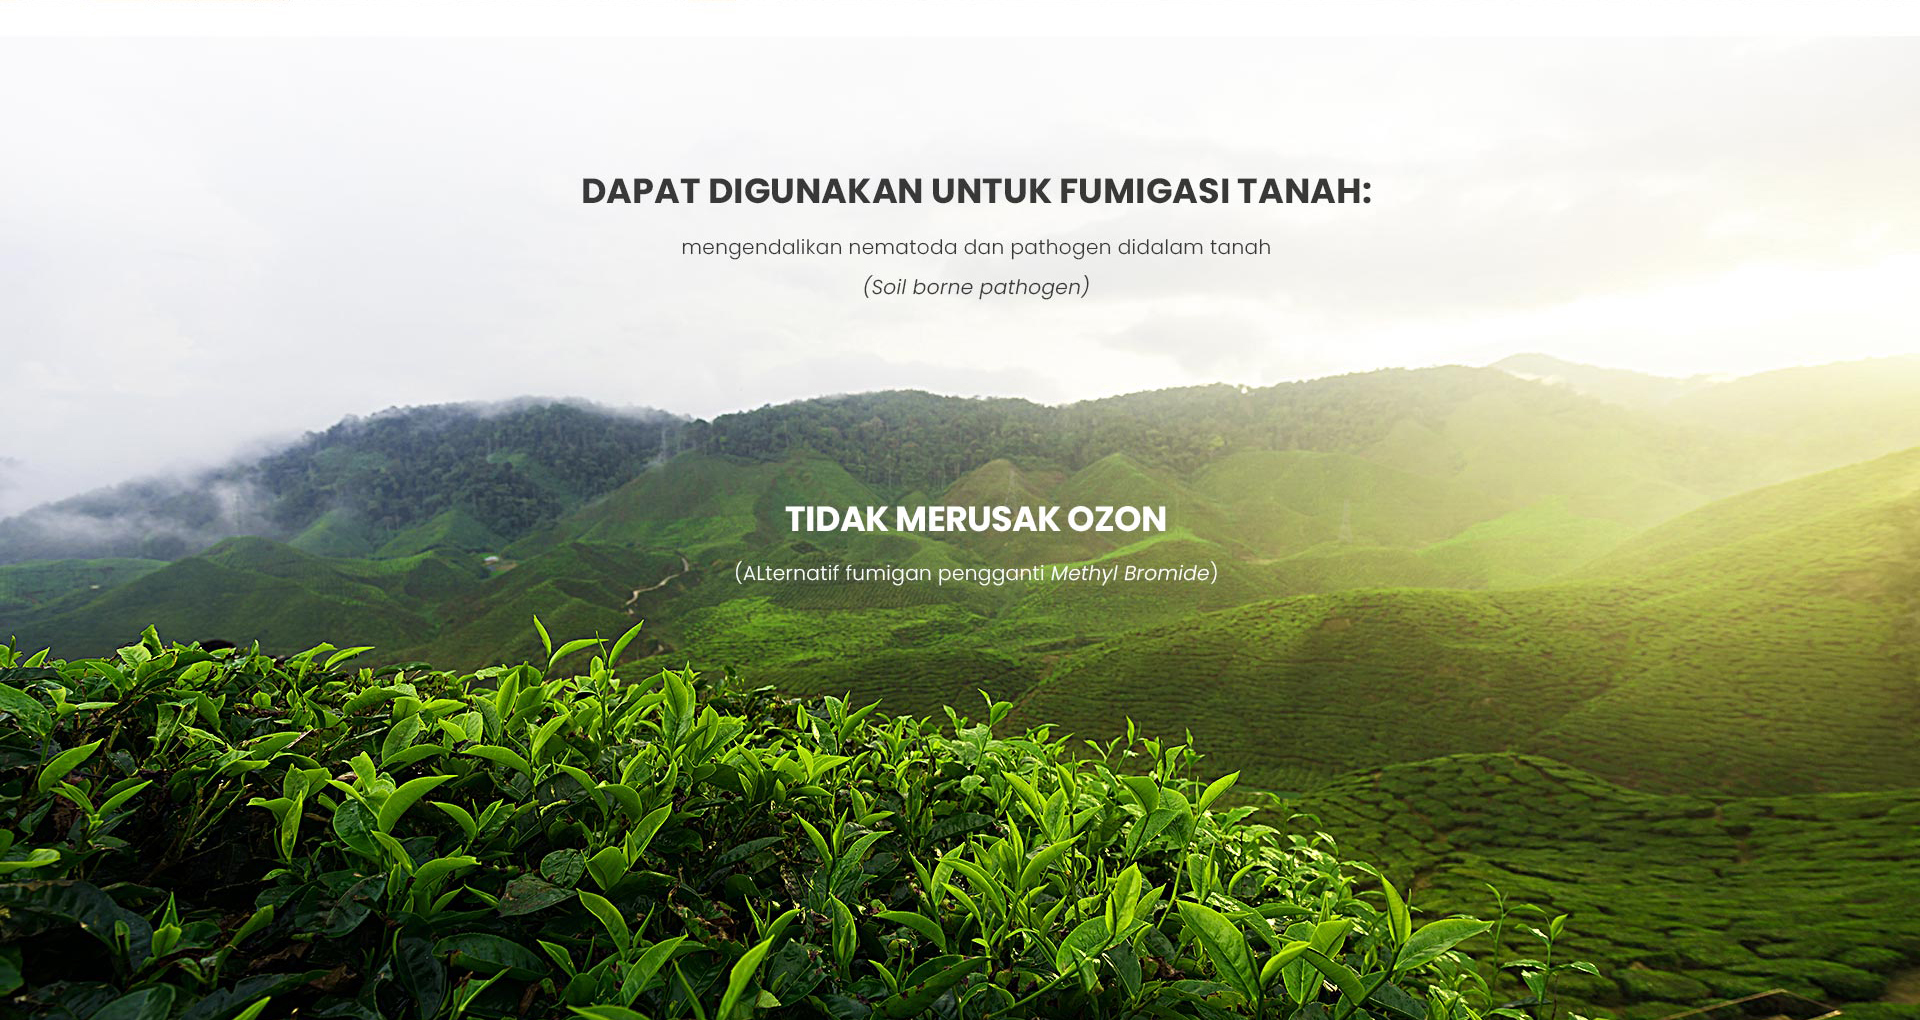 DAPAT DIGUNAKAN UNTUK FUMIGASI TANAH:
mengendalikan nematoda dan pathogen didalam tanah
(Soil borne pathogen)
TIDAK MERUSAK OZON
(ALternatif fumigan pengganti Methyl Bromide)